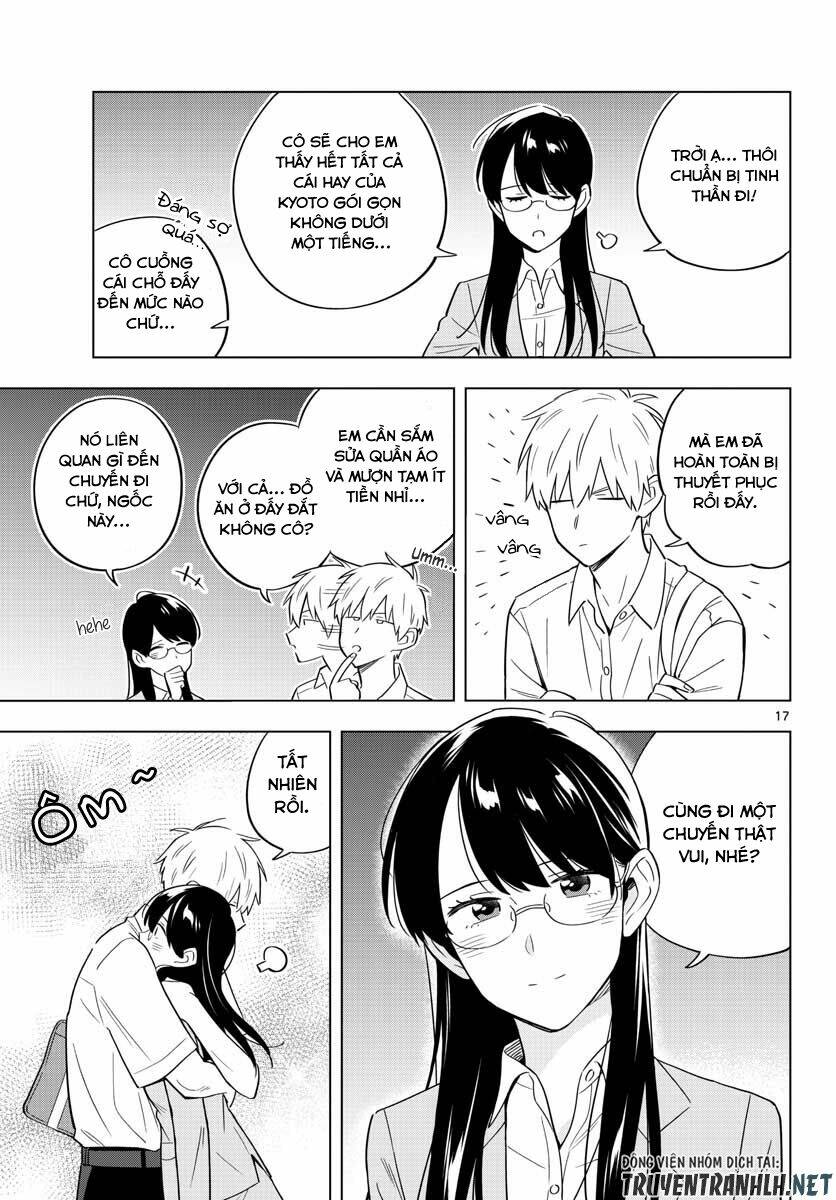 TRỜI Ạ... THÔI
CHUẨN BỊ TINH
THẦN ĐI!
CÔ SẼ CHO EM
THẤY HẾT TẤT CẢ
CÁI HAY CỦA
KYOTO GÓI GỌN
KHÔNG DƯỚI
MỘT TIẾNG...
Đáng sợ
quá...
CÔ CUỒNG
CÁI CHỖ ĐẤY
ĐẾN MỨC NÀO
CHỨ...
MÀ EM ĐÃ
HOÀN TOÀN BỊ
THUYẾT PHỤC
RỒI ĐẤY.
vâng
vâng
EM CẦN SẮM
SỬA QUẦN ÁO
VÀ MƯỢN TẠM ÍT
TIỀN NHỈ...
Umm...
VỚI CẢ... ĐỒ
ĂN Ở ĐẤY ĐẮT
KHÔNG CÔ?
NÓ LIÊN
QUAN GÌ ĐẾN
CHUYẾN ĐI
CHỨ, NGỐC
NÀY...
hehe
17
CÙNG ĐI MỘT
CHUYẾN THẬT
VUI, NHÉ?
TẤT
NHIÊN
RỒI.
Ôm~
ĐỘNG VIÊN NHÓM DỊCH TẠI:
TRUYENTRANHLH.NET